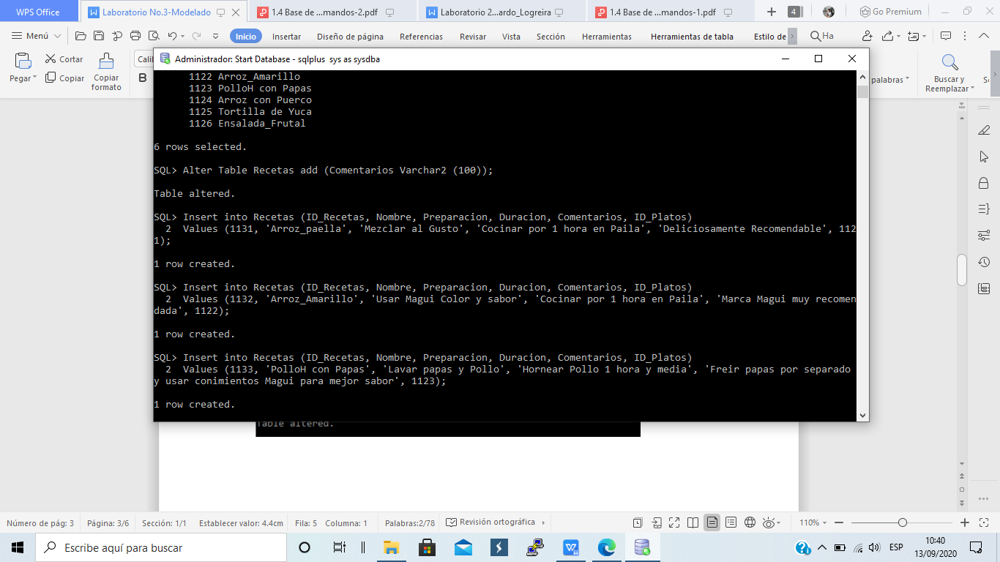 WPS Office
Laboratorio No.3-Modelado
1.4 Base de ...mandos-2.pdf
Laboratorio 2...ardo_Logreira
1.4 Base de ...mandos-1.pdf
4
Go Premium
Menú
Inicio
Insertar
Diseño de página
Referencias
Revisar
Vista
Sección
Herramientas
Herramientas de tabla
Estilo de
Ha
Pegar
Cortar
Copiar
Copiar
formato
Calib
B
palabras
Buscar y
Reemplazar
Administrador: Start Database - sqlplus  sys as sysdba
1122 Arroz_Amarillo
1123 PolloH con Papas
1124 Arroz con Puerco
1125 Tortilla de Yuca
1126 Ensalada_Frutal
6 rows selected.
SQL> Alter Table Recetas add (Comentarios Varchar2 (100));
Table altered.
SQL> Insert into Recetas (ID_Recetas, Nombre, Preparacion, Duracion, Comentarios, ID_Platos)
2  Values (1131, 'Arroz_paella', 'Mezclar al Gusto', 'Cocinar por 1 hora en Paila', 'Deliciosamente Recomendable', 112
1);
1 row created.
SQL> Insert into Recetas (ID_Recetas, Nombre, Preparacion, Duracion, Comentarios, ID_Platos)
2  Values (1132, 'Arroz_Amarillo', 'Usar Magui Color y sabor', 'Cocinar por 1 hora en Paila', 'Marca Magui muy recomen
dada', 1122);
1 row created.
SQL> Insert into Recetas (ID_Recetas, Nombre, Preparacion, Duracion, Comentarios, ID_Platos)
2  Values (1133, 'PolloH con Papas', 'Lavar papas y Pollo', 'Hornear Pollo 1 hora y media', 'Freir papas por separado
y usar conimientos Magui para mejor sabor', 1123);
1 row created.
Table altered.
Número de pág: 3
Página: 3/6
Sección: 1/1
Establecer valor: 4.4cm
Fila: 5
Columna: 1
Palabras:2/78
Revisión ortográfica
110%
Escribe aquí para buscar
ESP
10:40
13/09/2020